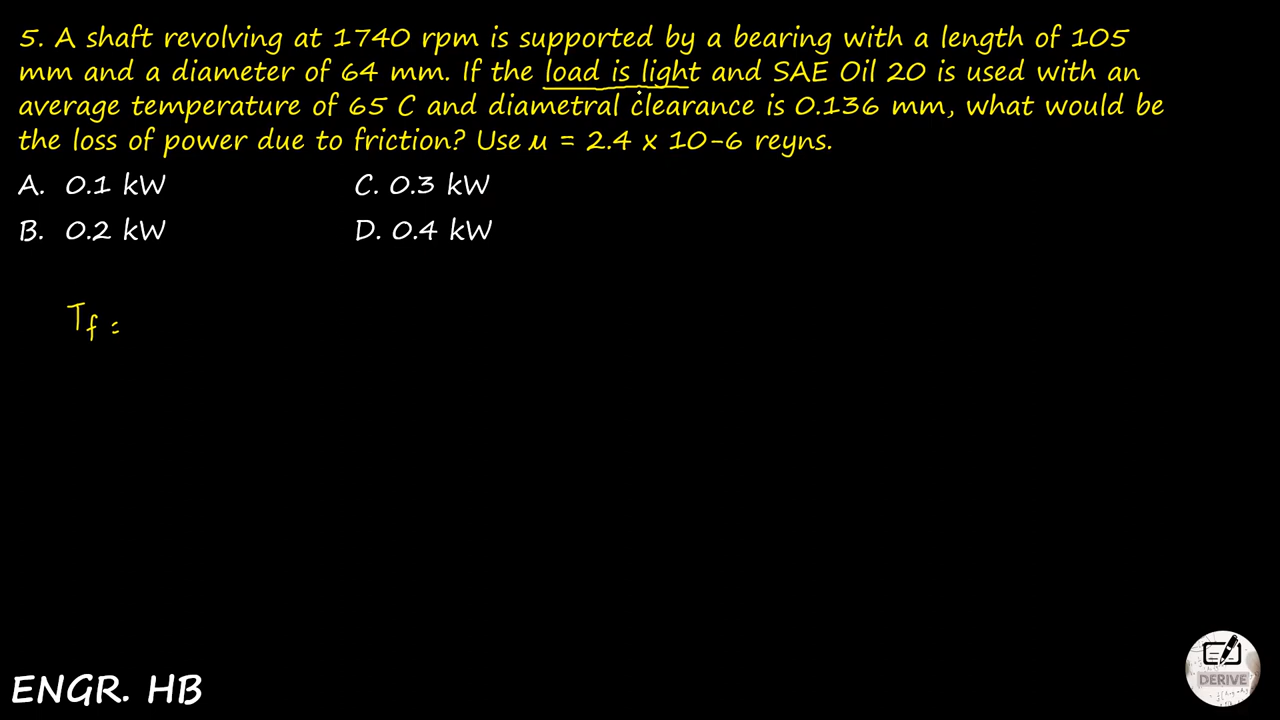 5. A shaft revolving at 1740 rpm is supported by a bearing with a length of 105
mm and a diameter of 64 mm. If the load is light and SAE Oil 20 is used with an
average temperature of 65 C and diametral clearance is 0.136 mm, what would be
the loss of power due to friction? Use μ = 2.4 x 10-6 reyns.
A. 0.1 kW C. 0.3 kW
B. 0.2 kW D. 0.4 kW
Tf =
ENGR. HB
DERIVE